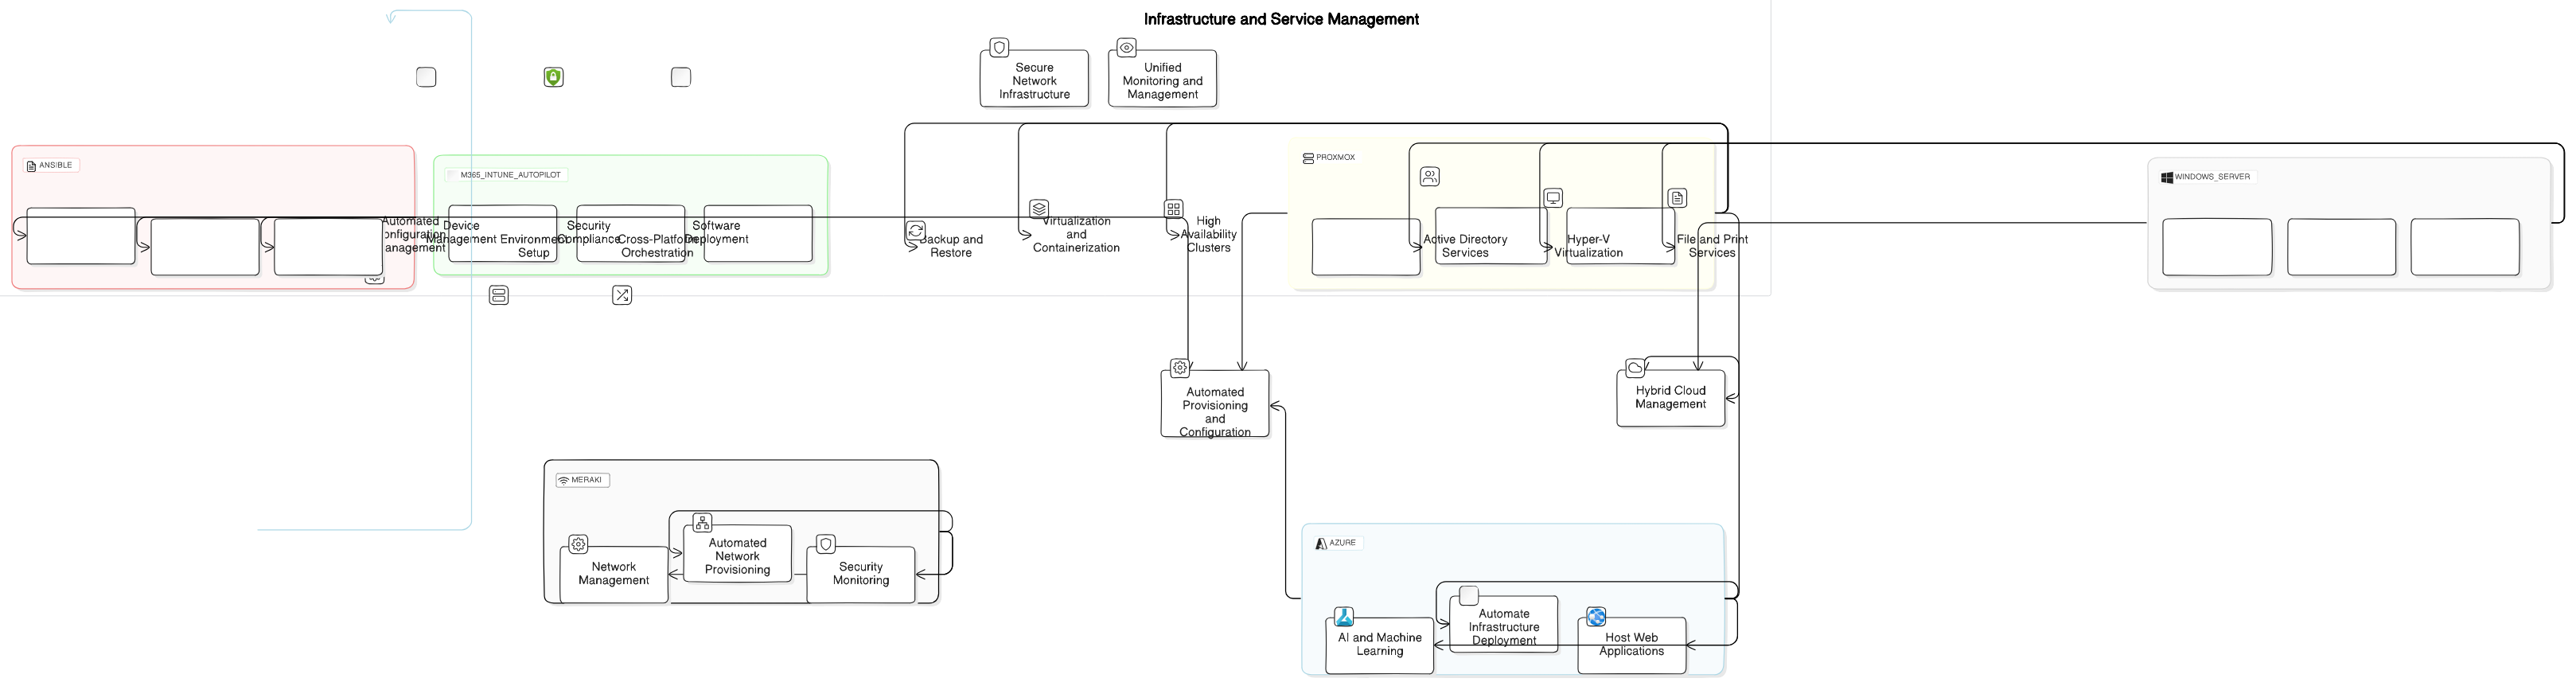 Infrastructure and Service Management
Secure
Network
Infrastructure
Unified
Monitoring and
Management
ANSIBLE
M365_INTUNE_AUTOPILOT
PROXMOX
WINDOWS_SERVER
Automated
onfiguration
anagement
Device
Management
Environment
Setup
Security
Compliance
Cross-Platform
Orchestration
Software
Deployment
Backup and
Restore
Virtualization
and
Containerization
High
Availability
Clusters
Active Directory
Services
Hyper-V
Virtualization
File and Print
Services
Automated
Provisioning
and
Configuration
Hybrid Cloud
Management
MERAKI
Network
Management
Automated
Network
Provisioning
Security
Monitoring
AZURE
AI and Machine
Learning
Automate
Infrastructure
Deployment
Host Web
Applications